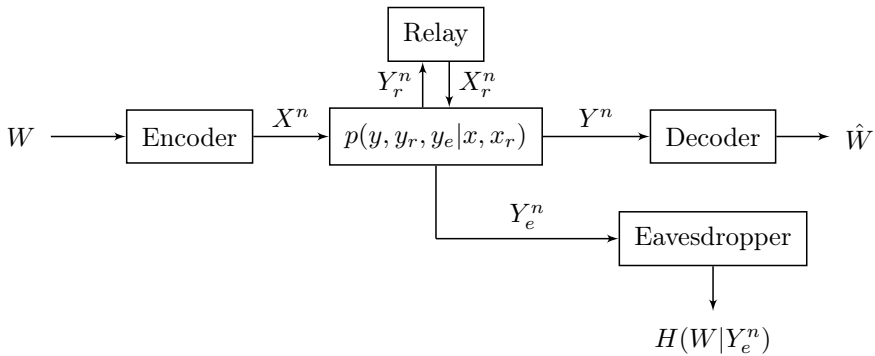 Relay
Y_r^n X_r^n
W Encoder X^n p(y, y_r, y_e|x, x_r) Y^n Decoder Ŵ
Y_e^n
Eavesdropper
H(W|Y_e^n)